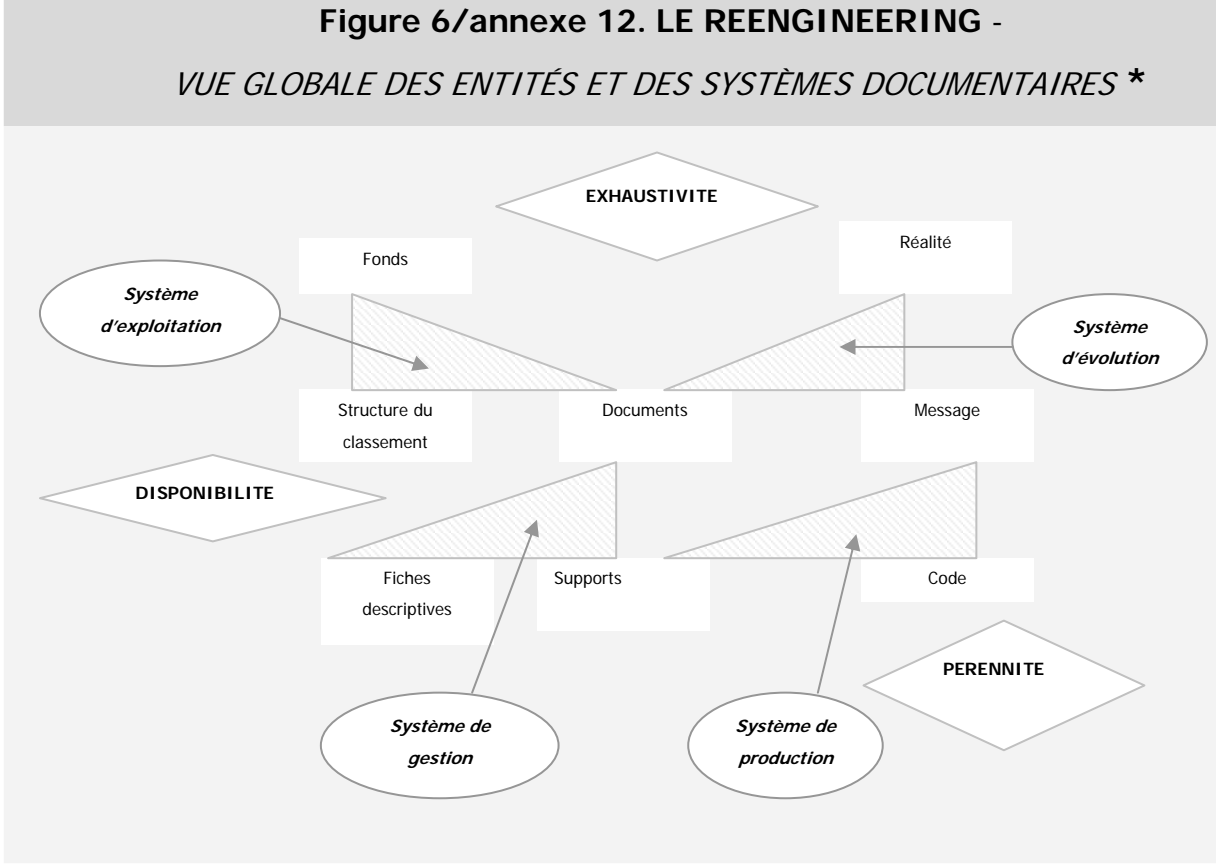 Figure 6/annexe 12. LE REENGINEERING -
VUE GLOBALE DES ENTITÉS ET DES SYSTÈMES DOCUMENTAIRES *
EXHAUSTIVITE
Réalité
Fonds
Système
d'exploitation
Système
d'évolution
Structure du
classement
Documents
Message
DISPONIBILITE
Fiches
descriptives
Supports
Code
PERENNITE
Système de
gestion
Système de
production